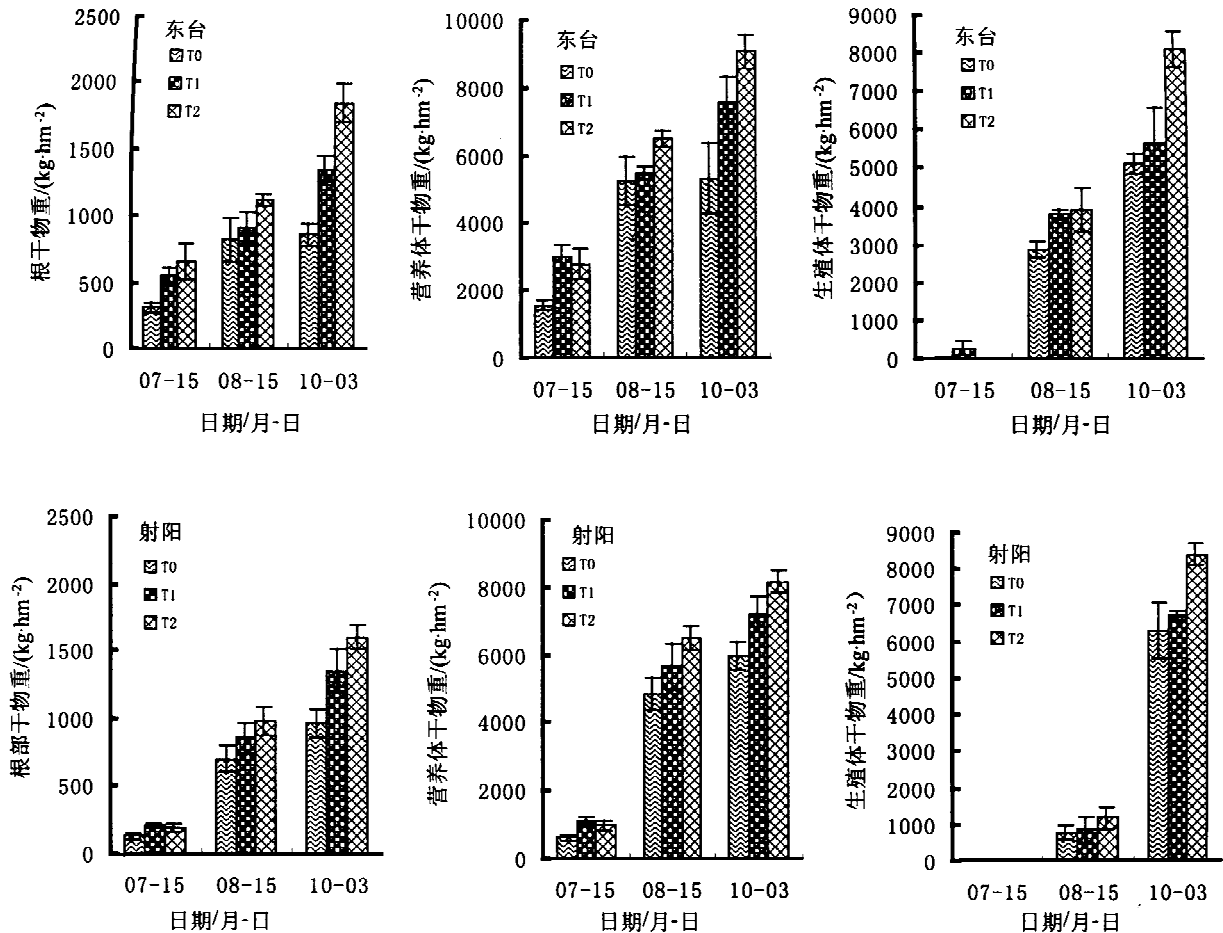 根干物重/(kg·hm-2)
2500
2000
1500
1000
500
0
东台
T0
T1
T2
07-15 08-15 10-03
日期/月-日
营养体干物重/(kg·hm-2)
10000
8000
6000
4000
2000
0
东台
T0
T1
T2
07-15 08-15 10-03
日期/月-日
生殖体干物重/(kg·hm-2)
9000
8000
7000
6000
5000
4000
3000
2000
1000
0
东台
T0
T1
T2
07-15 08-15 10-03
日期/月-日
根部干物重/(kg·hm-2)
2500
2000
1500
1000
500
0
射阳
T0
T1
T2
07-15 08-15 10-03
日期/月-口
营养体干物重/(kg·hm-2)
10000
8000
6000
4000
2000
0
射阳
T0
T1
T2
07-15 08-15 10-03
日期/月-日
生殖体干物重/kg·hm-2)
9000
8000
7000
6000
5000
4000
3000
2000
1000
0
射阳
T0
T1
T2
07-15 08-15 10-03
口期/月-日